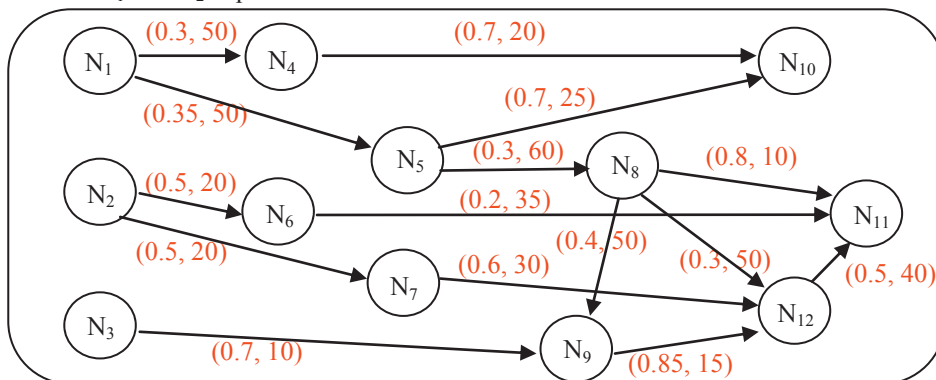 (0.3, 50)
(0.7, 20)
N1
N4
N10
(0.35, 50)
(0.7, 25)
N5
(0.3, 60)
N8
(0.8, 10)
N2
(0.5, 20)
N6
(0.2, 35)
N11
(0.5, 20)
(0.6, 30)
(0.4, 50)
(0.3, 50)
(0.5, 40)
N7
N12
N3
(0.7, 10)
N9
(0.85, 15)